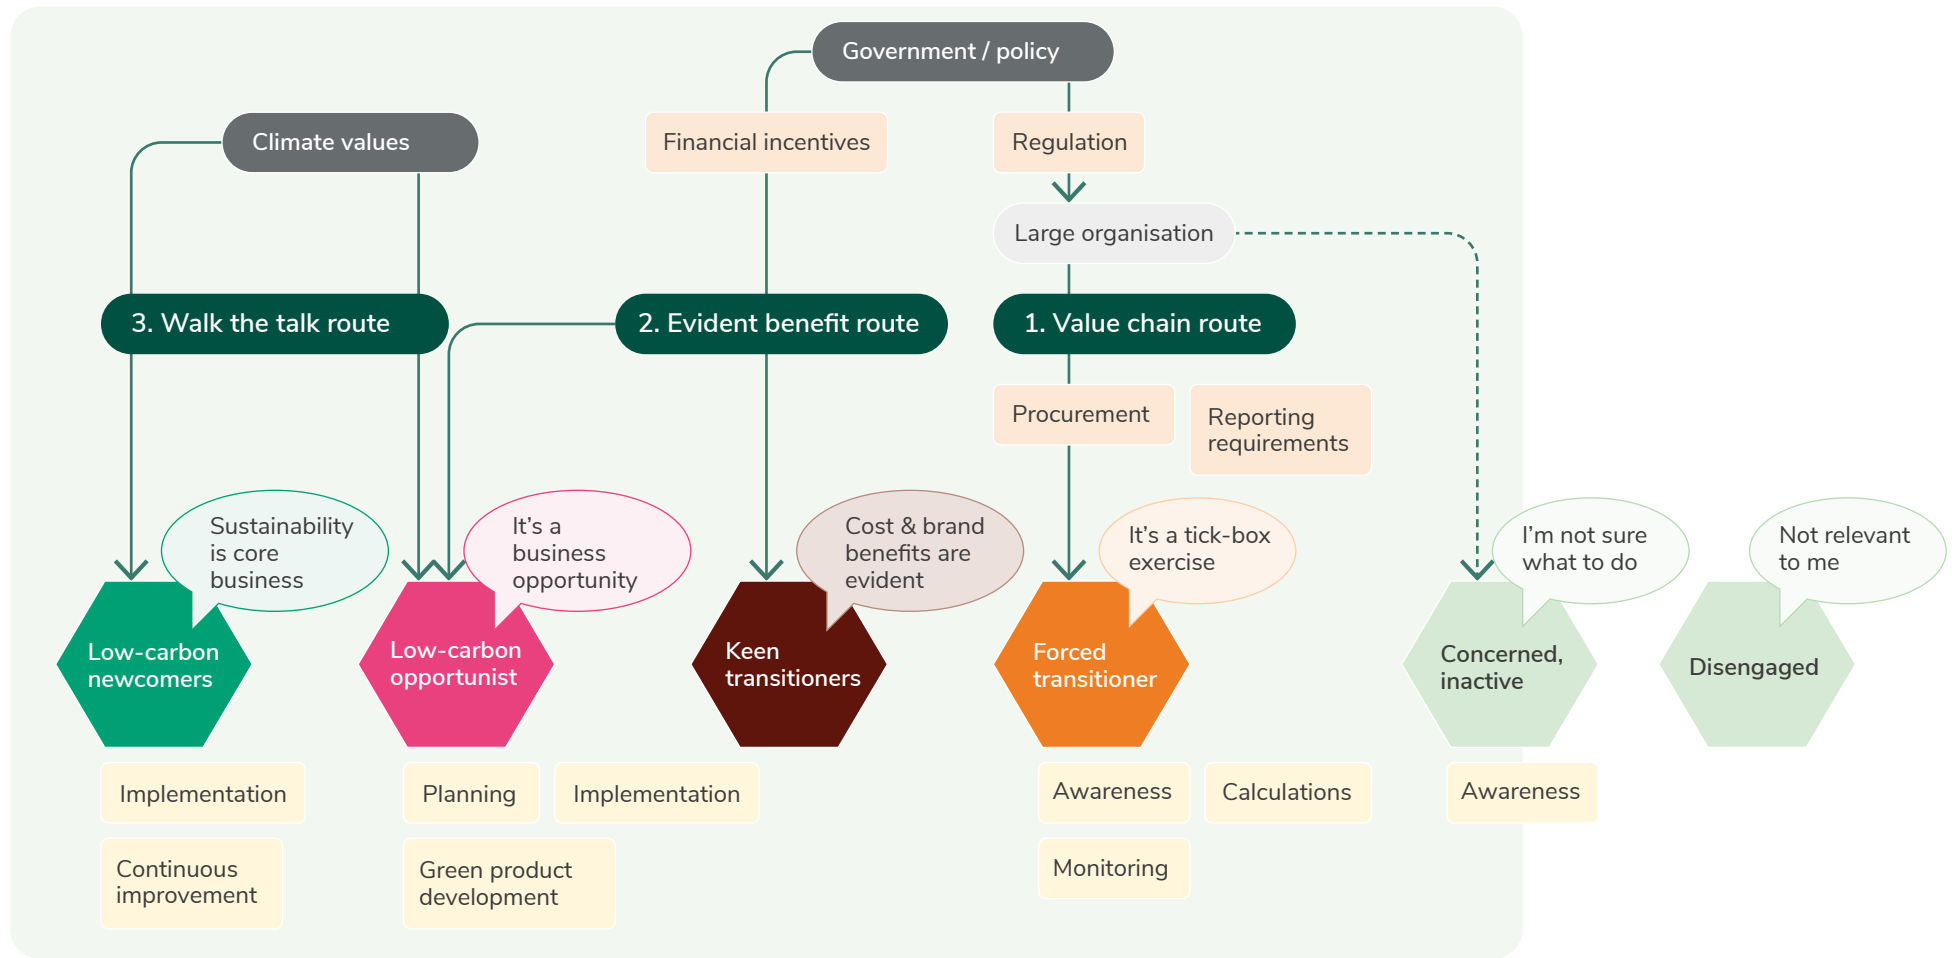 Government / policy
Climate values
Financial incentives
Regulation
Large organisation
3. Walk the talk route
2. Evident benefit route
1. Value chain route
Procurement
Reporting
requirements
Sustainability
is core
business
It’s a
business
opportunity
Cost & brand
benefits are
evident
It’s a tick-box
exercise
I’m not sure
what to do
Not relevant
to me
Low-carbon
newcomers
Low-carbon
opportunist
Keen
transitioners
Forced
transitioner
Concerned,
inactive
Disengaged
Implementation
Planning
Implementation
Awareness
Calculations
Awareness
Continuous
improvement
Green product
development
Monitoring